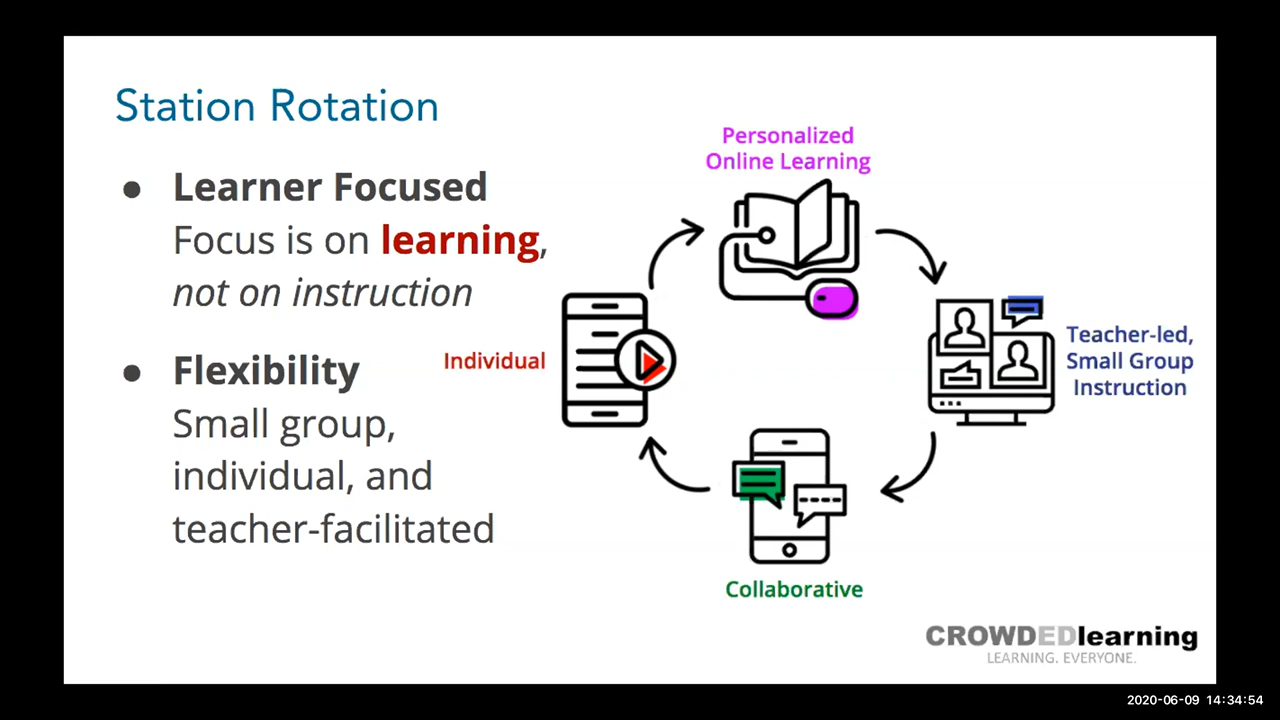 Station Rotation
● Learner Focused
Focus is on learning,
not on instruction
● Flexibility
Small group,
individual, and
teacher-facilitated
Personalized
Online Learning
Teacher-led,
Small Group
Instruction
Collaborative
Individual
CROWDEDlearning
LEARNING. EVERYONE.
2020-06-09 14:34:54